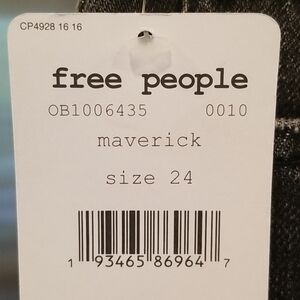 CP4928 16 16
free people
OB1006435 0010
maverick
size 24
1 93465 86964 7